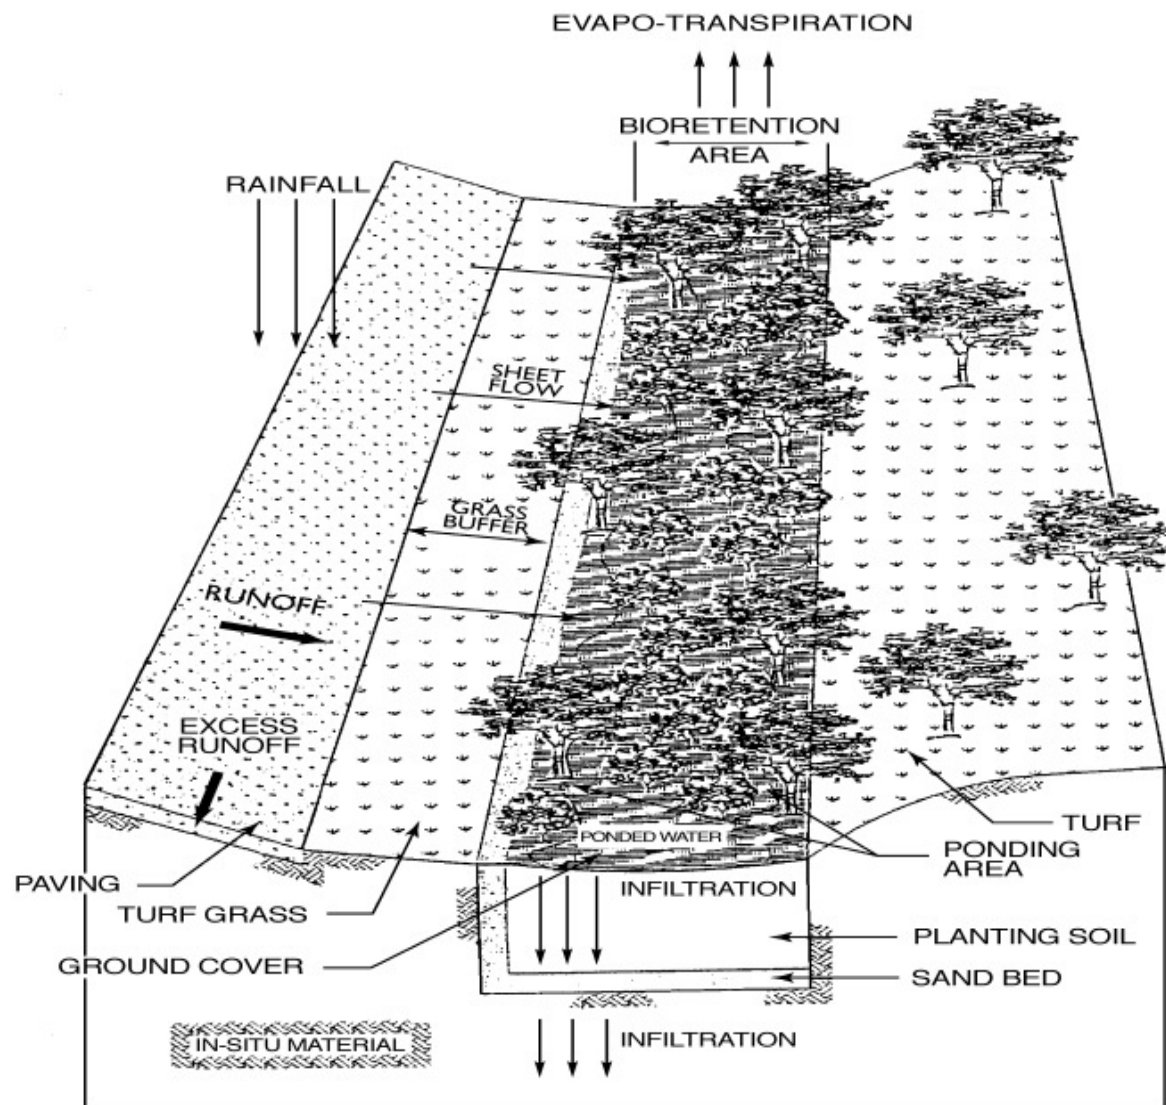 EVAPO-TRANSPIRATION
BIORETENTION
AREA
RAINFALL
SHEET
FLOW
GRASS
BUFFER
RUNOFF
EXCESS
RUNOFF
PONDED WATER
TURF
PONDING
AREA
PAVING
INFILTRATION
TURF GRASS
PLANTING SOIL
GROUND COVER
SAND BED
IN-SITU MATERIAL
INFILTRATION